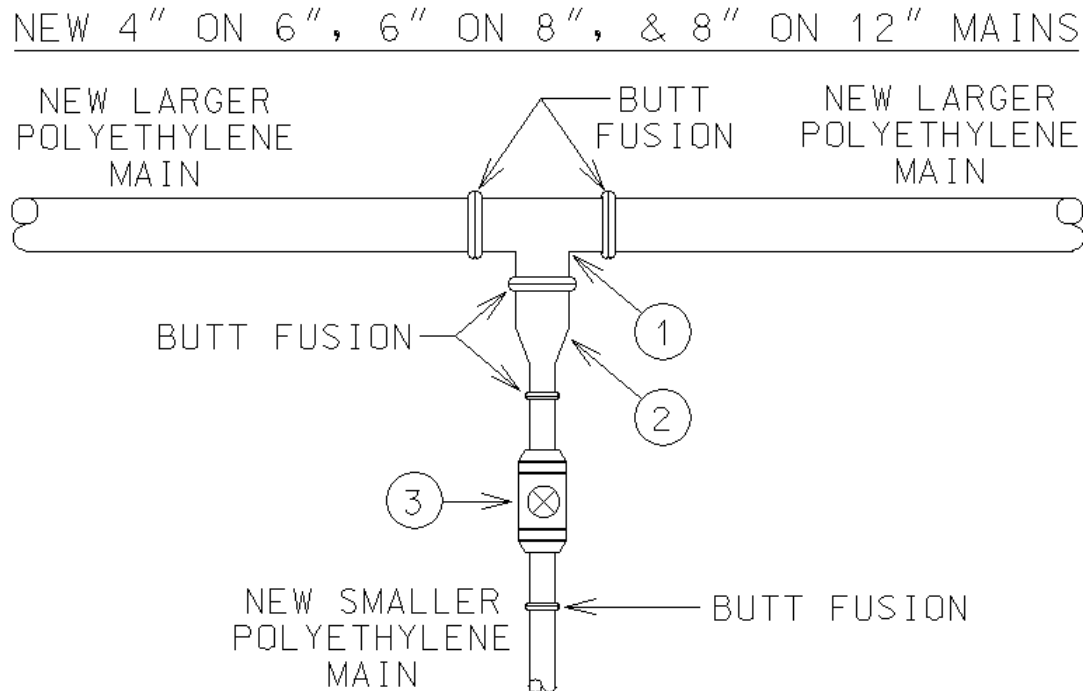 NEW 4" ON 6", 6" ON 8", & 8" ON 12" MAINS
NEW LARGER
POLYETHYLENE
MAIN
BUTT
FUSION
NEW LARGER
POLYETHYLENE
MAIN
BUTT FUSION
1
2
3
NEW SMALLER
POLYETHYLENE
MAIN
BUTT FUSION